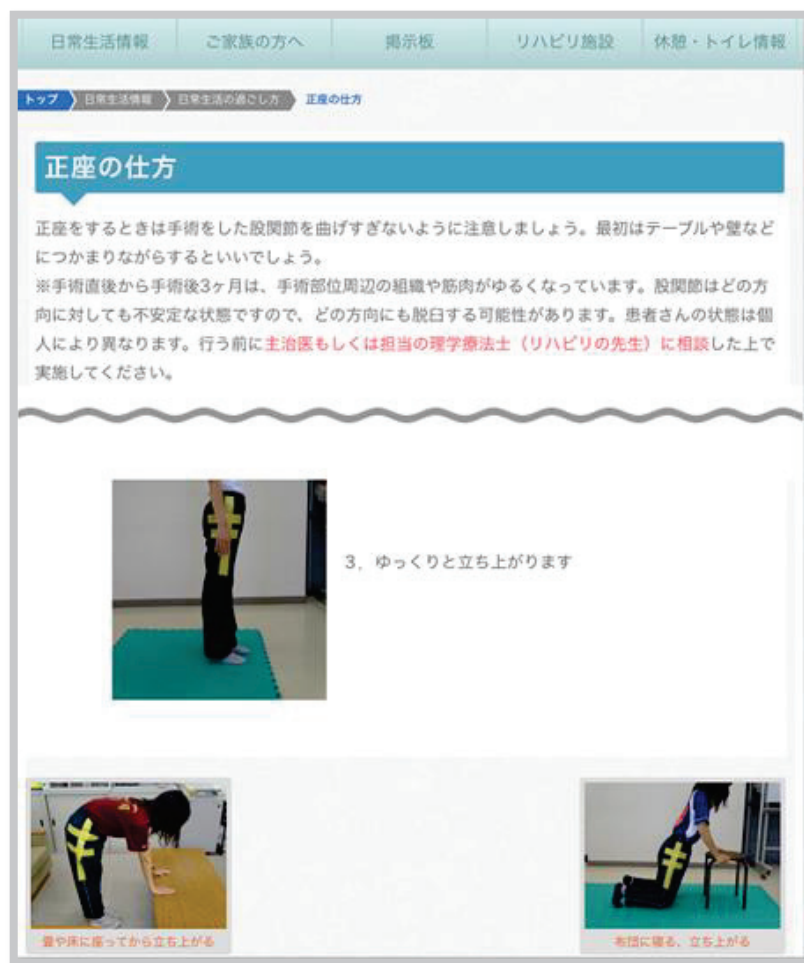 日常生活情報 ご家族の方へ 掲示板 リハビリ施設 休憩・トイレ情報
トップ 日常生活情報 日常生活の過ごし方 正座の仕方
正座の仕方
正座をするときは手術をした股関節を曲げすぎないように注意しましょう。最初はテーブルや壁など
につかまりながらするといいでしょう。
※手術直後から手術後3ヶ月は、手術部位周辺の組織や筋肉がゆるくなっています。股関節はどの方
向に対しても不安定な状態ですので、どの方向にも脱臼する可能性があります。患者さんの状態は個
人により異なります。行う前に主治医もしくは担当の理学療法士（リハビリの先生）に相談した上で
実施してください。
3．ゆっくりと立ち上がります
畳や床に座ってから立ち上がる
布団に寝る、立ち上がる